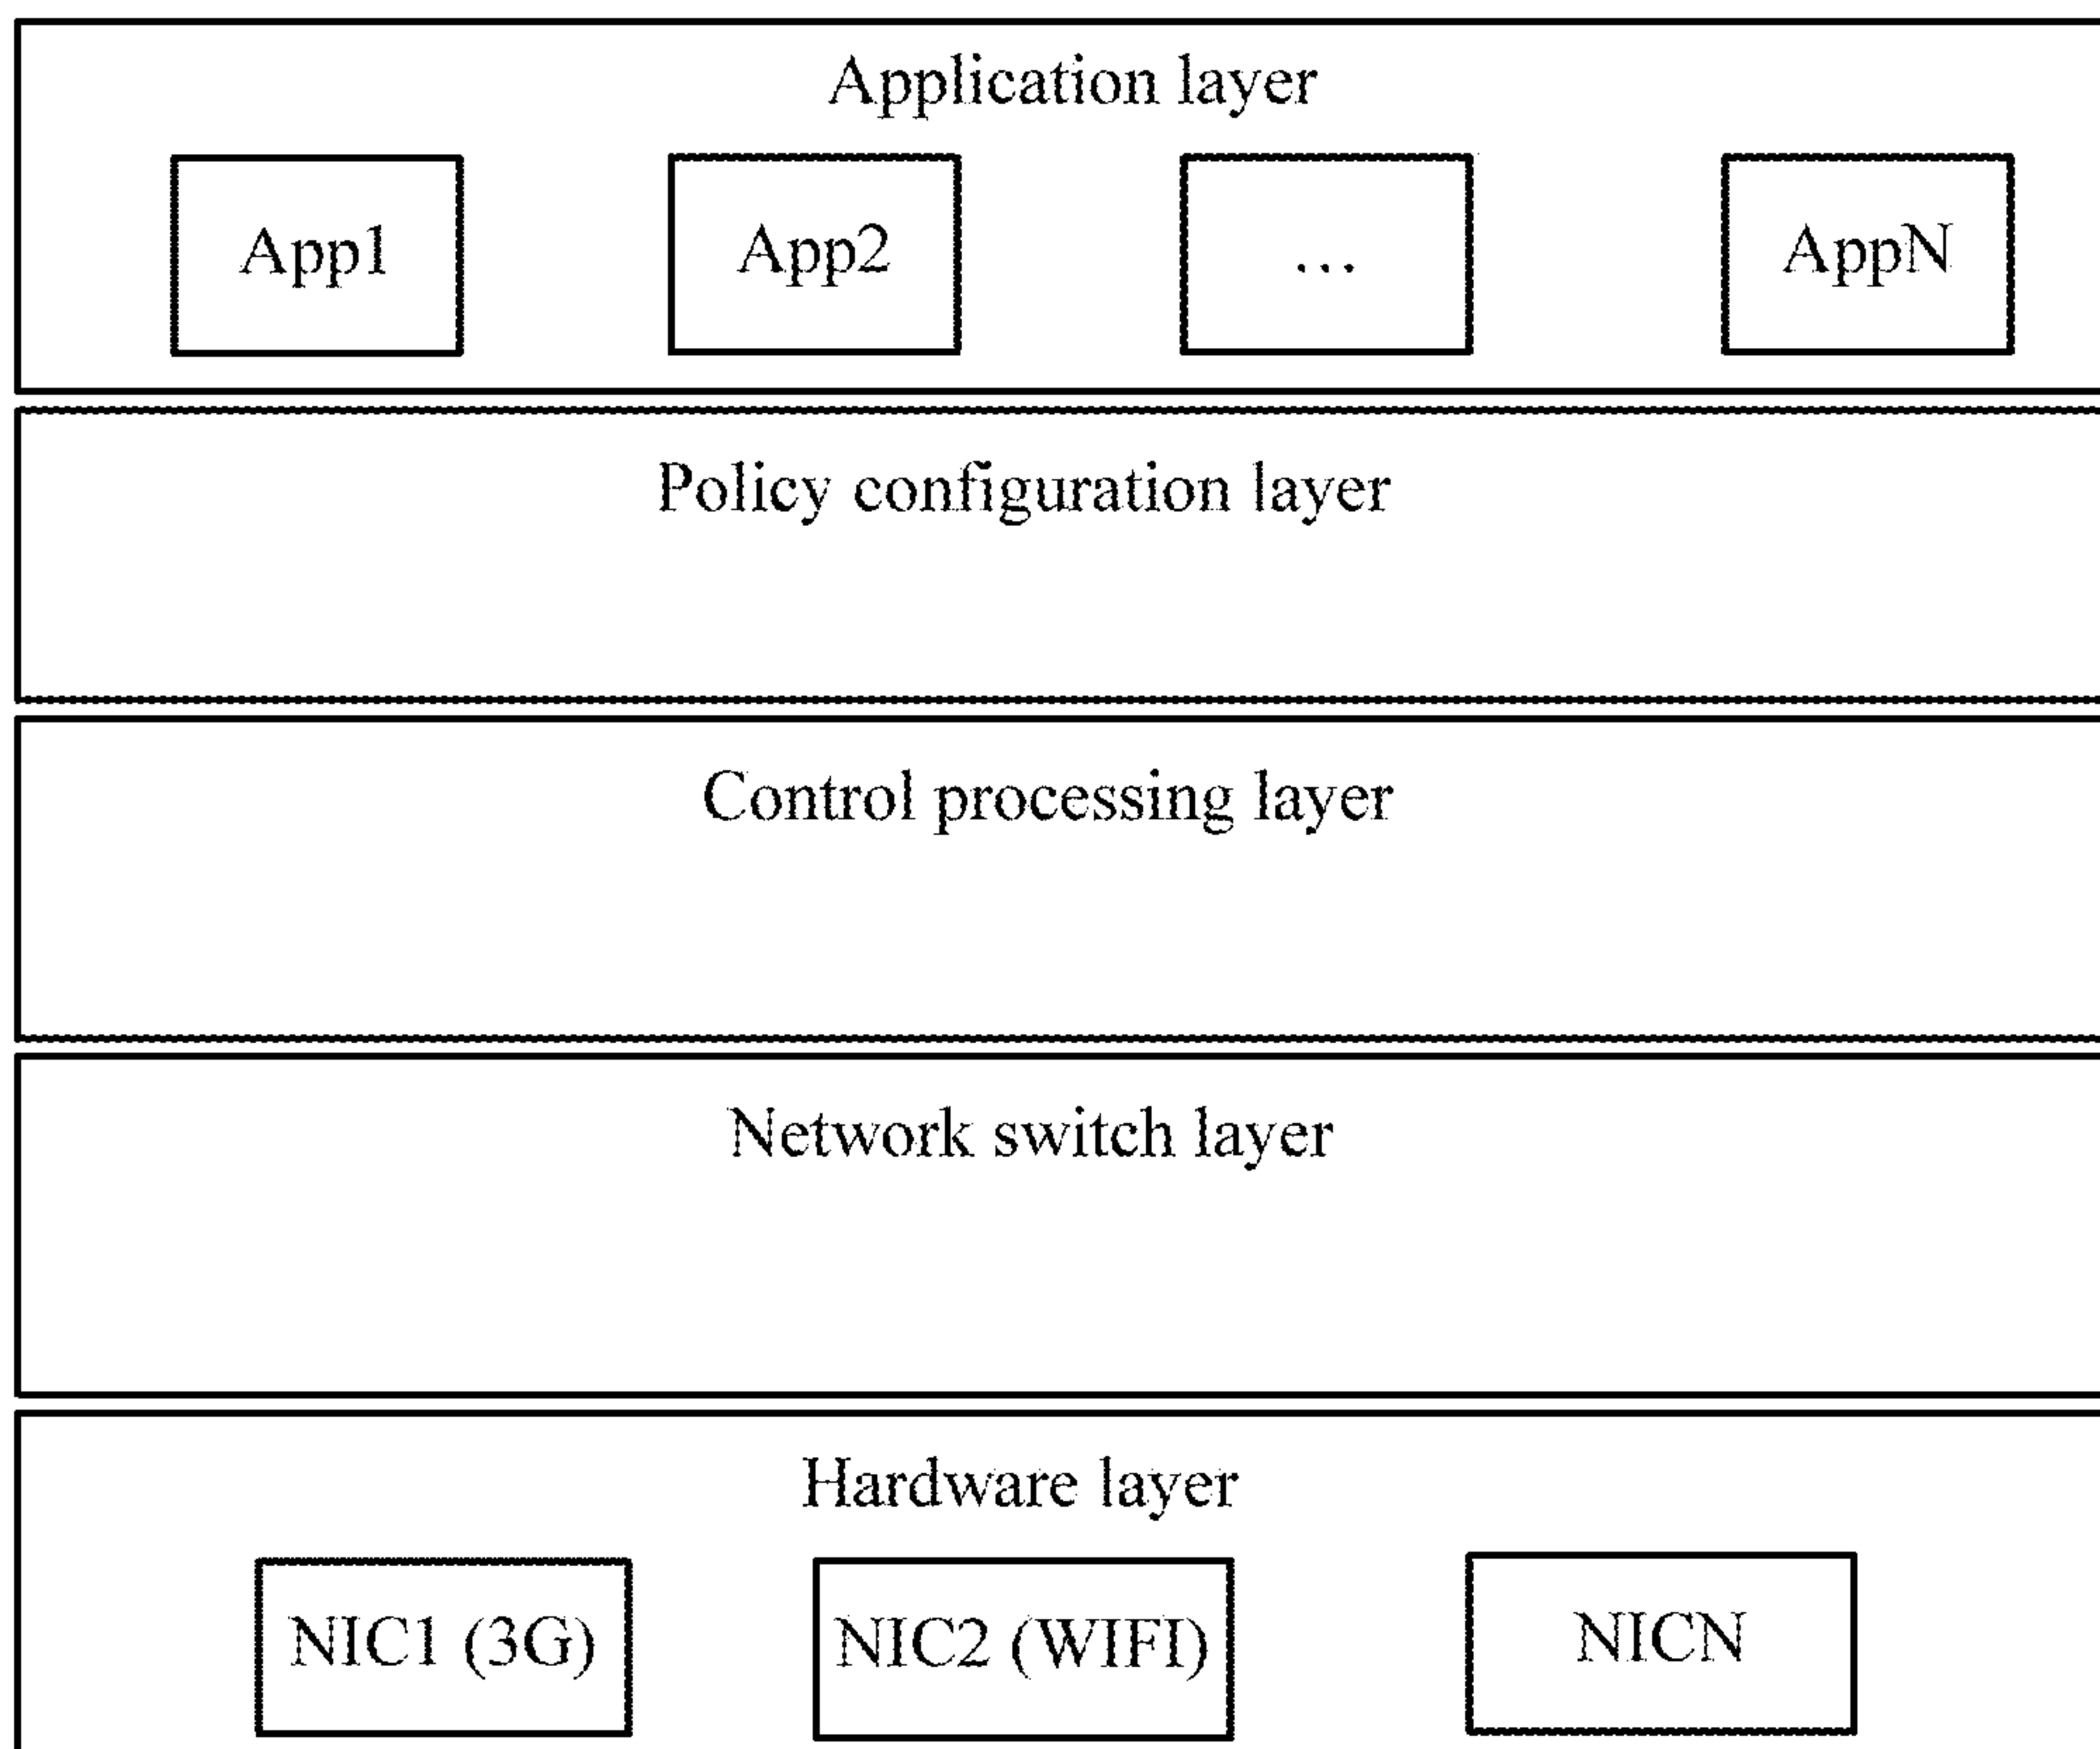 Application layer
App1 App2 ... AppN
Policy configuration layer
Control processing layer
Network switch layer
Hardware layer
NIC1 (3G) NIC2 (WIFI) NICN